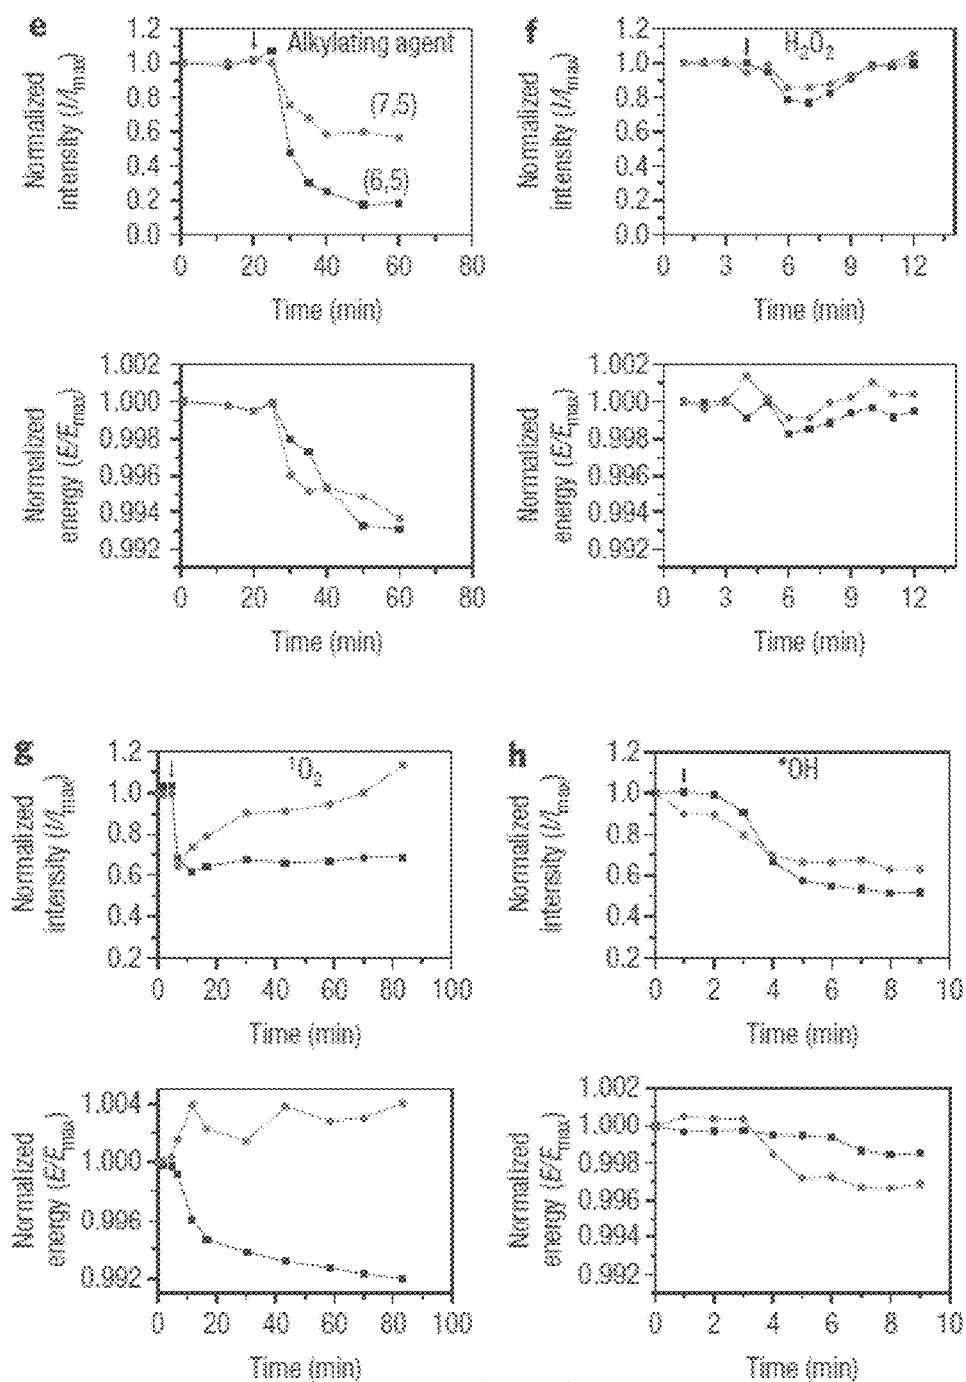 e
Alkylating agent
Normalized
intensity (I/Imax)
1.2
1.0
0.8
0.6
0.4
0.2
0.0
(7,5)
(6,5)
0 20 40 60 80
Time (min)
Normalized
energy (E/Emax)
1.002
1.000
0.998
0.996
0.994
0.992
0 20 40 60 80
Time (min)
f
H₂O₂
Normalized
intensity (I/Imax)
1.2
1.0
0.8
0.6
0.4
0.2
0.0
0 3 6 9 12
Time (min)
Normalized
energy (E/Emax)
1.002
1.000
0.998
0.996
0.994
0.992
0 3 6 9 12
Time (min)
g
¹O₂
Normalized
intensity (I/Imax)
1.2
1.0
0.8
0.6
0.4
0.2
0 20 40 60 80 100
Time (min)
Normalized
energy (E/Emax)
1.004
1.000
0.996
0.992
0 20 40 60 80 100
Time (min)
h
•OH
Normalized
intensity (I/Imax)
1.2
1.0
0.8
0.6
0.4
0.2
0 2 4 6 8 10
Time (min)
Normalized
energy (E/Emax)
1.002
1.000
0.998
0.996
0.994
0.992
0 2 4 6 8 10
Time (min)